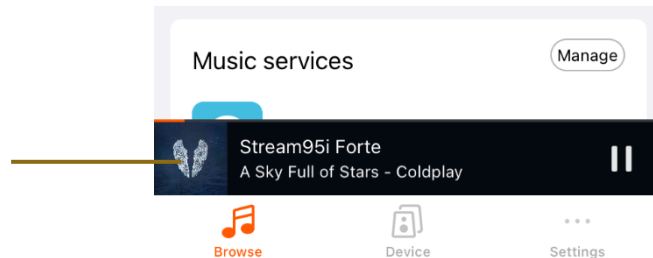 Music services
Manage
Stream95i Forte
A Sky Full of Stars - Coldplay
Browse
Device
Settings